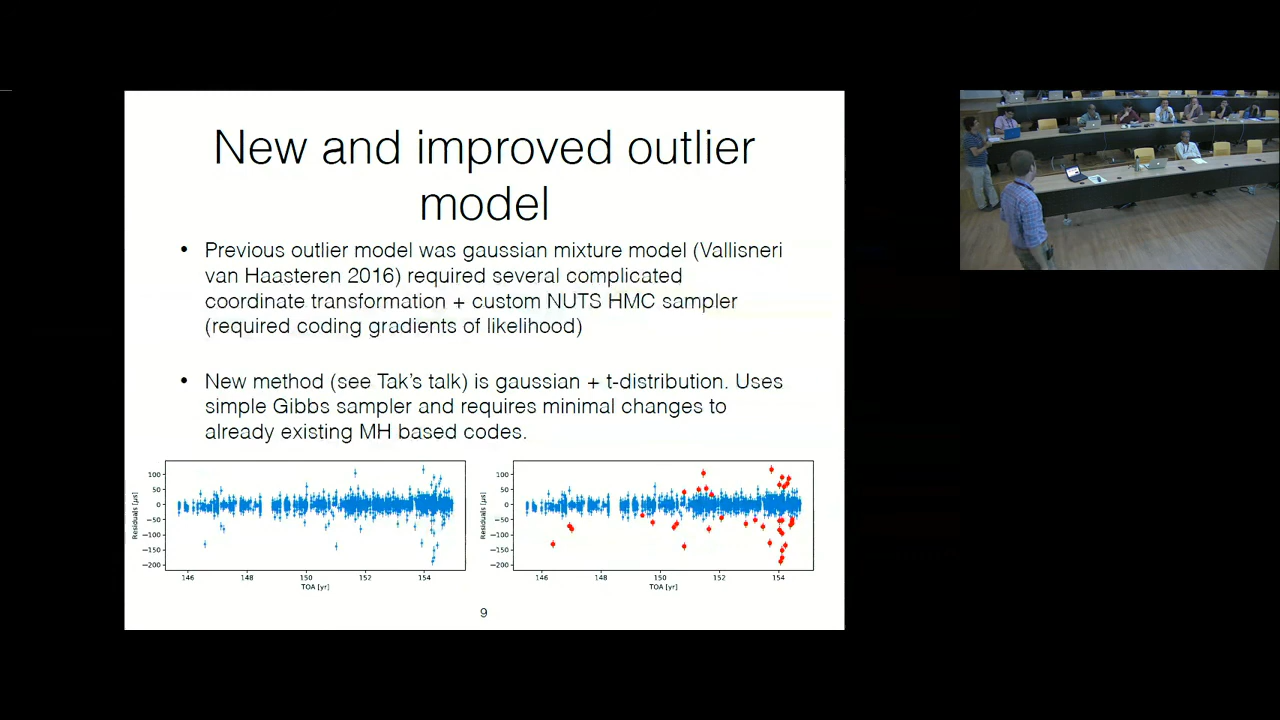 New and improved outlier
model
• Previous outlier model was gaussian mixture model (Vallisneri
van Haasteren 2016) required several complicated
coordinate transformation + custom NUTS HMC sampler
(required coding gradients of likelihood)
• New method (see Tak's talk) is gaussian + t-distribution. Uses
simple Gibbs sampler and requires minimal changes to
already existing MH based codes.
Residuals [μs]
100
50
0
−50
−100
−150
−200
146 148 150 152 154
TOA [yr]
Residuals [μs]
100
50
0
−50
−100
−150
−200
146 148 150 152 154
TOA [yr]
9